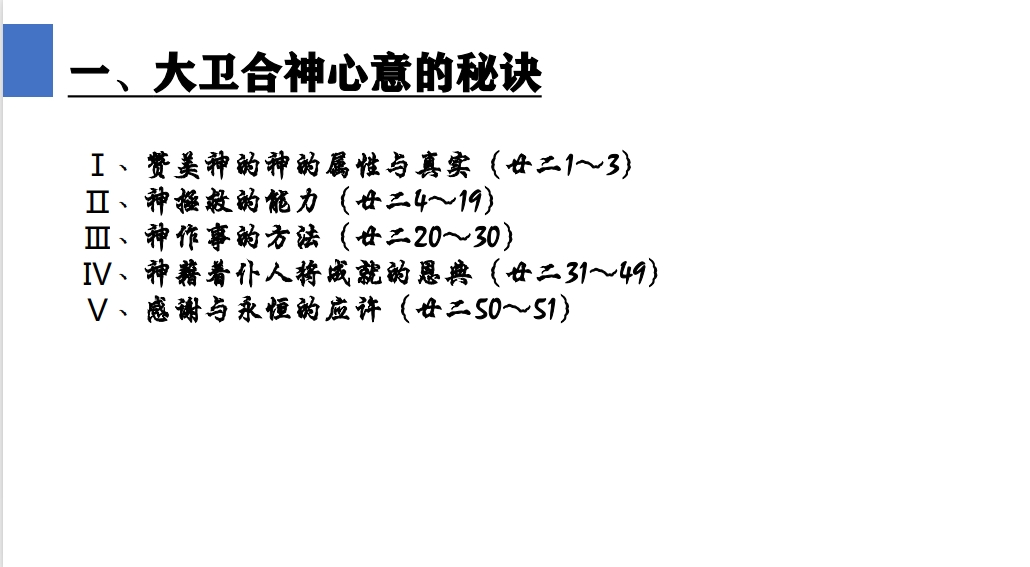 一、大卫合神心意的秘诀
Ⅰ、赞美神的神的属性与真实（廿二1～3）
Ⅱ、神拯救的能力（廿二4～19）
Ⅲ、神作事的方法（廿二20～30）
Ⅳ、神藉着仆人将成就的恩典（廿二31～49）
Ⅴ、感谢与永恒的应许（廿二50～51）